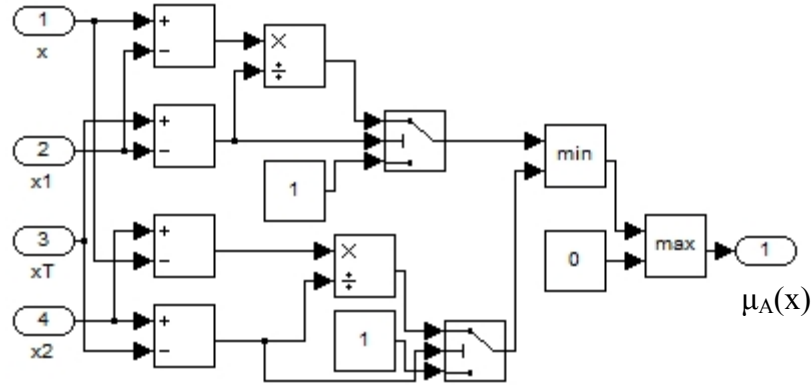 1
x
+
−
×
÷
+
−
2
x1
1
min
3
xT
+
−
×
÷
0
max
1
μA(x)
4
x2
+
−
1